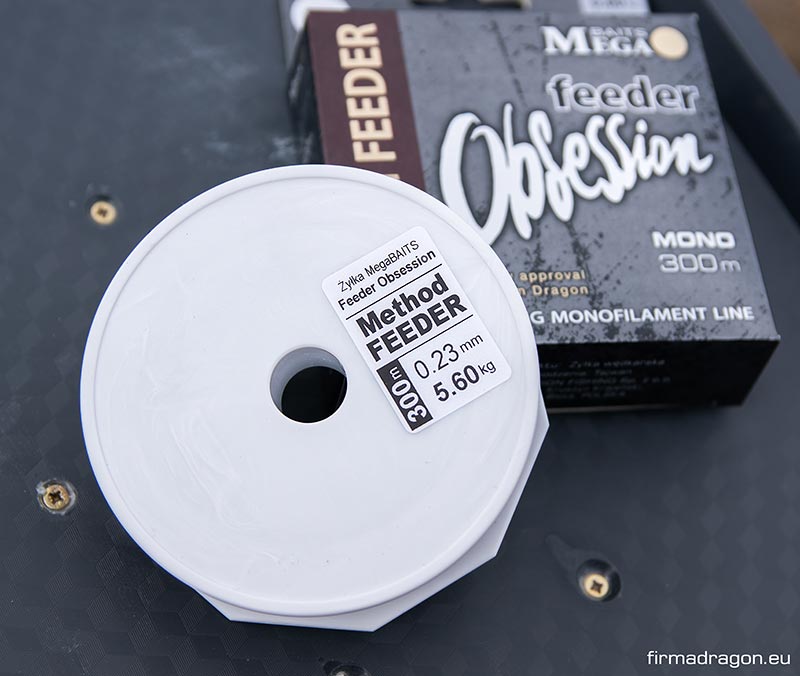 FEEDER
MEGA
BAITS
feeder
Obsession
MONO
300m
approval
Dragon
G MONOFILAMENT LINE
Żyłka MegaBAITS
Feeder Obsession
Method
FEEDER
300m
0.23 mm
5.60 kg
firmadragon.eu